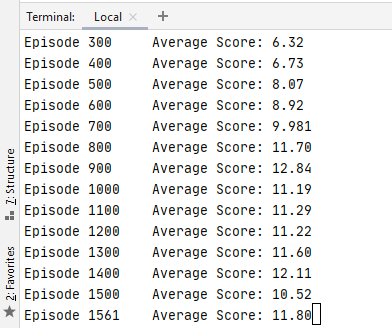 Terminal: Local × +
Episode 300 Average Score: 6.32
Episode 400 Average Score: 6.73
Episode 500 Average Score: 8.07
Episode 600 Average Score: 8.92
Episode 700 Average Score: 9.981
Episode 800 Average Score: 11.70
Episode 900 Average Score: 12.84
Episode 1000 Average Score: 11.19
Episode 1100 Average Score: 11.29
Episode 1200 Average Score: 11.22
Episode 1300 Average Score: 11.60
Episode 1400 Average Score: 12.11
Episode 1500 Average Score: 10.52
Episode 1561 Average Score: 11.80
7: Structure
2: Favorites